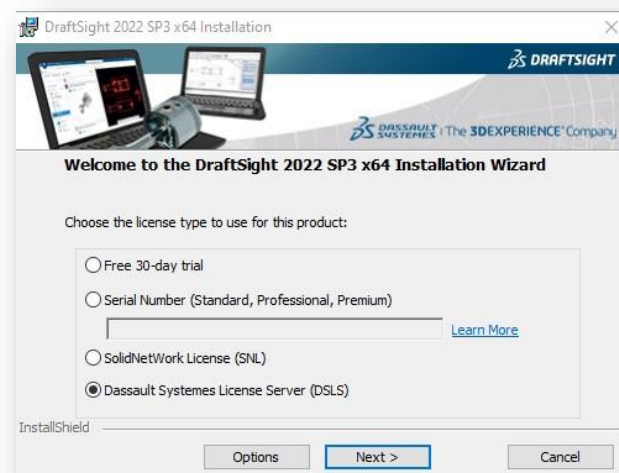 DraftSight 2022 SP3 x64 Installation
DRAFTSIGHT
DASSAULT SYSTEMES | The 3DEXPERIENCE® Company
Welcome to the DraftSight 2022 SP3 x64 Installation Wizard
Choose the license type to use for this product:
Free 30-day trial
Serial Number (Standard, Professional, Premium)
Learn More
SolidNetWork License (SNL)
Dassault Systemes License Server (DSLS)
InstallShield
Options Next > Cancel